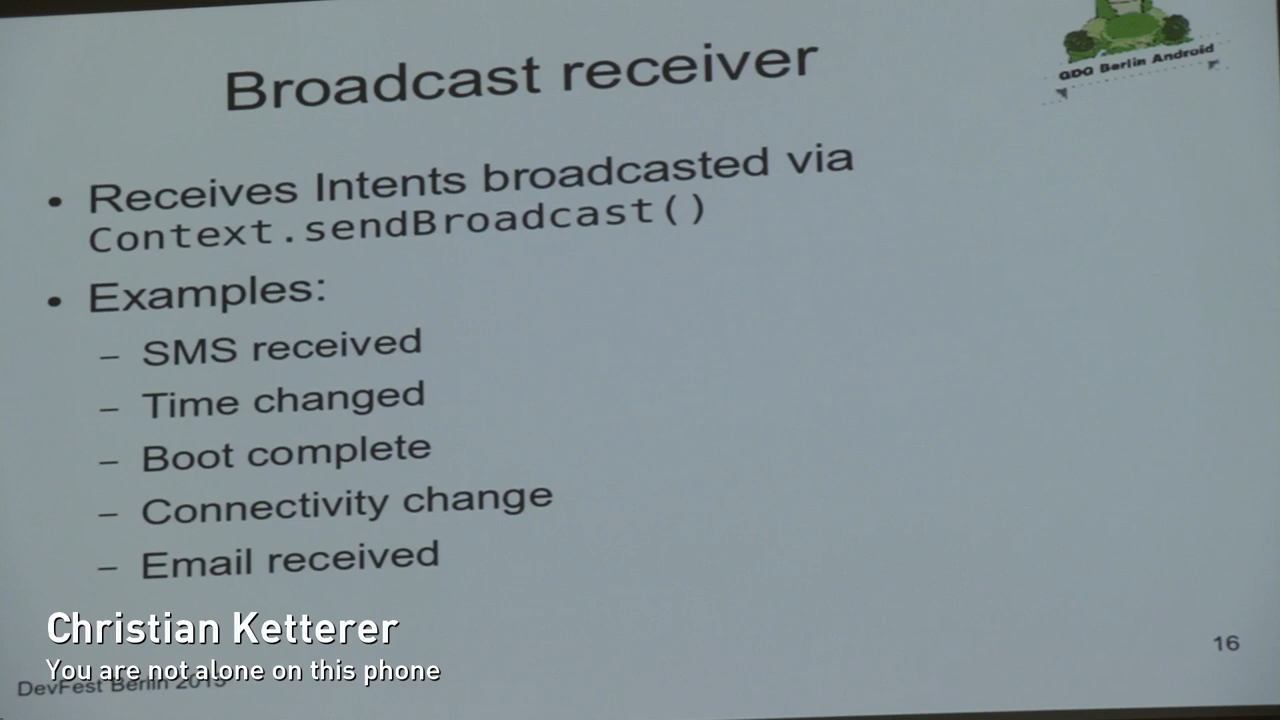 GDG Berlin Android
Broadcast receiver
• Receives Intents broadcasted via
Context.sendBroadcast()
• Examples:
– SMS received
– Time changed
– Boot complete
– Connectivity change
– Email received
Christian Ketterer
You are not alone on this phone
DevFest Berlin
16